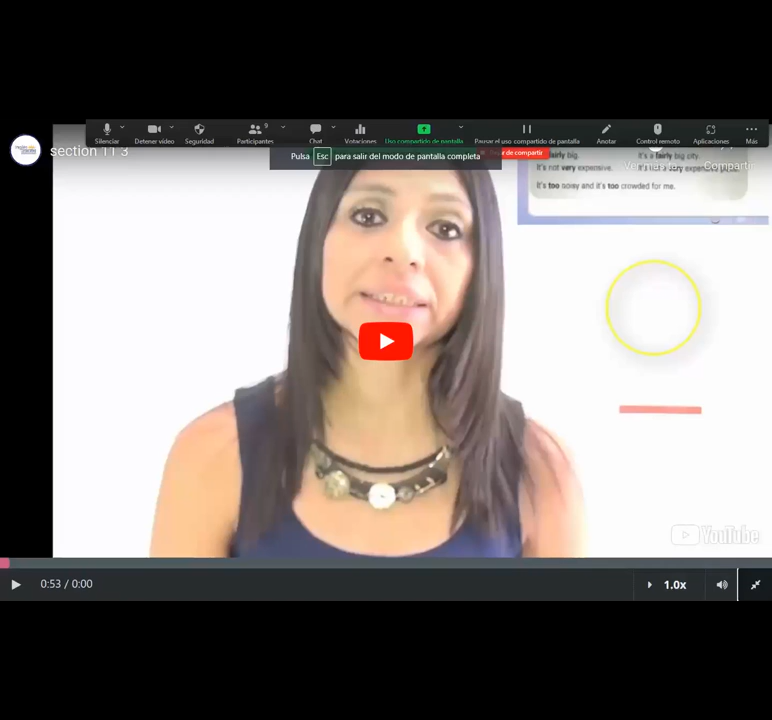 Silenciar Detener video Seguridad Participantes 9 Chat Votaciones Uso compartido de pantalla Pausar el uso compartido de pantalla Anotar Control remoto Aplicaciones Más
section 11 3
Pulsa Esc para salir del modo de pantalla completa
de compartir
fairly big. It's a fairly big city.
It's not very expensive.
It's too noisy and it's too crowded for me.
YouTube
0:53 / 0:00
1.0x